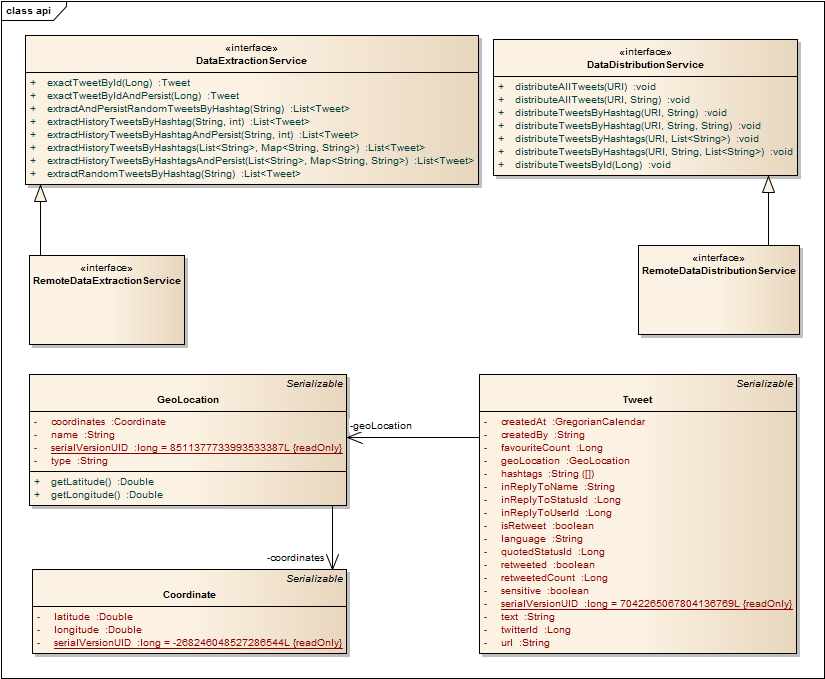 class api
«interface»
DataExtractionService
+ exactTweetById(Long) :Tweet
+ exactTweetByIdAndPersist(Long) :Tweet
+ extractAndPersistRandomTweetsByHashtag(String) :List<Tweet>
+ extractHistoryTweetsByHashtag(String, int) :List<Tweet>
+ extractHistoryTweetsByHashtagAndPersist(String, int) :List<Tweet>
+ extractHistoryTweetsByHashtags(List<String>, Map<String, String>) :List<Tweet>
+ extractHistoryTweetsByHashtagsAndPersist(List<String>, Map<String, String>) :List<Tweet>
+ extractRandomTweetsByHashtag(String) :List<Tweet>
«interface»
DataDistributionService
+ distributeAllTweets(URI) :void
+ distributeAllTweets(URI, String) :void
+ distributeTweetsByHashtag(URI, String) :void
+ distributeTweetsByHashtag(URI, String, String) :void
+ distributeTweetsByHashtags(URI, List<String>) :void
+ distributeTweetsByHashtags(URI, String, List<String>) :void
+ distributeTweetsById(Long) :void
«interface»
RemoteDataExtractionService
«interface»
RemoteDataDistributionService
Serializable
GeoLocation
- coordinates :Coordinate
- name :String
- serialVersionUID :long = 8511377733993533387L {readOnly}
- type :String
+ getLatitude() :Double
+ getLongitude() :Double
-geoLocation
-coordinates
Serializable
Coordinate
- latitude :Double
- longitude :Double
- serialVersionUID :long = -268246048527286544L {readOnly}
Serializable
Tweet
- createdAt :GregorianCalendar
- createdBy :String
- favouriteCount :Long
- geoLocation :GeoLocation
- hashtags :String ([])
- inReplyToName :String
- inReplyToStatusId :Long
- inReplyToUserId :Long
- isRetweet :boolean
- language :String
- quotedStatusId :Long
- retweeted :boolean
- retweetedCount :Long
- sensitive :boolean
- serialVersionUID :long = 7042265067804136769L {readOnly}
- text :String
- twitterId :Long
- url :String